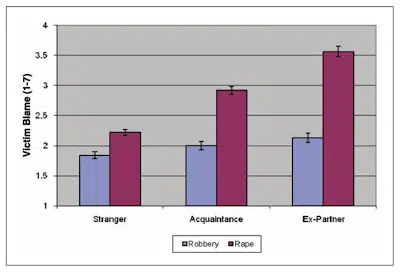 4
3.5
3
2.5
2
1.5
1
Victim Blame (1-7)
Stranger Acquaintance Ex-Partner
Robbery Rape